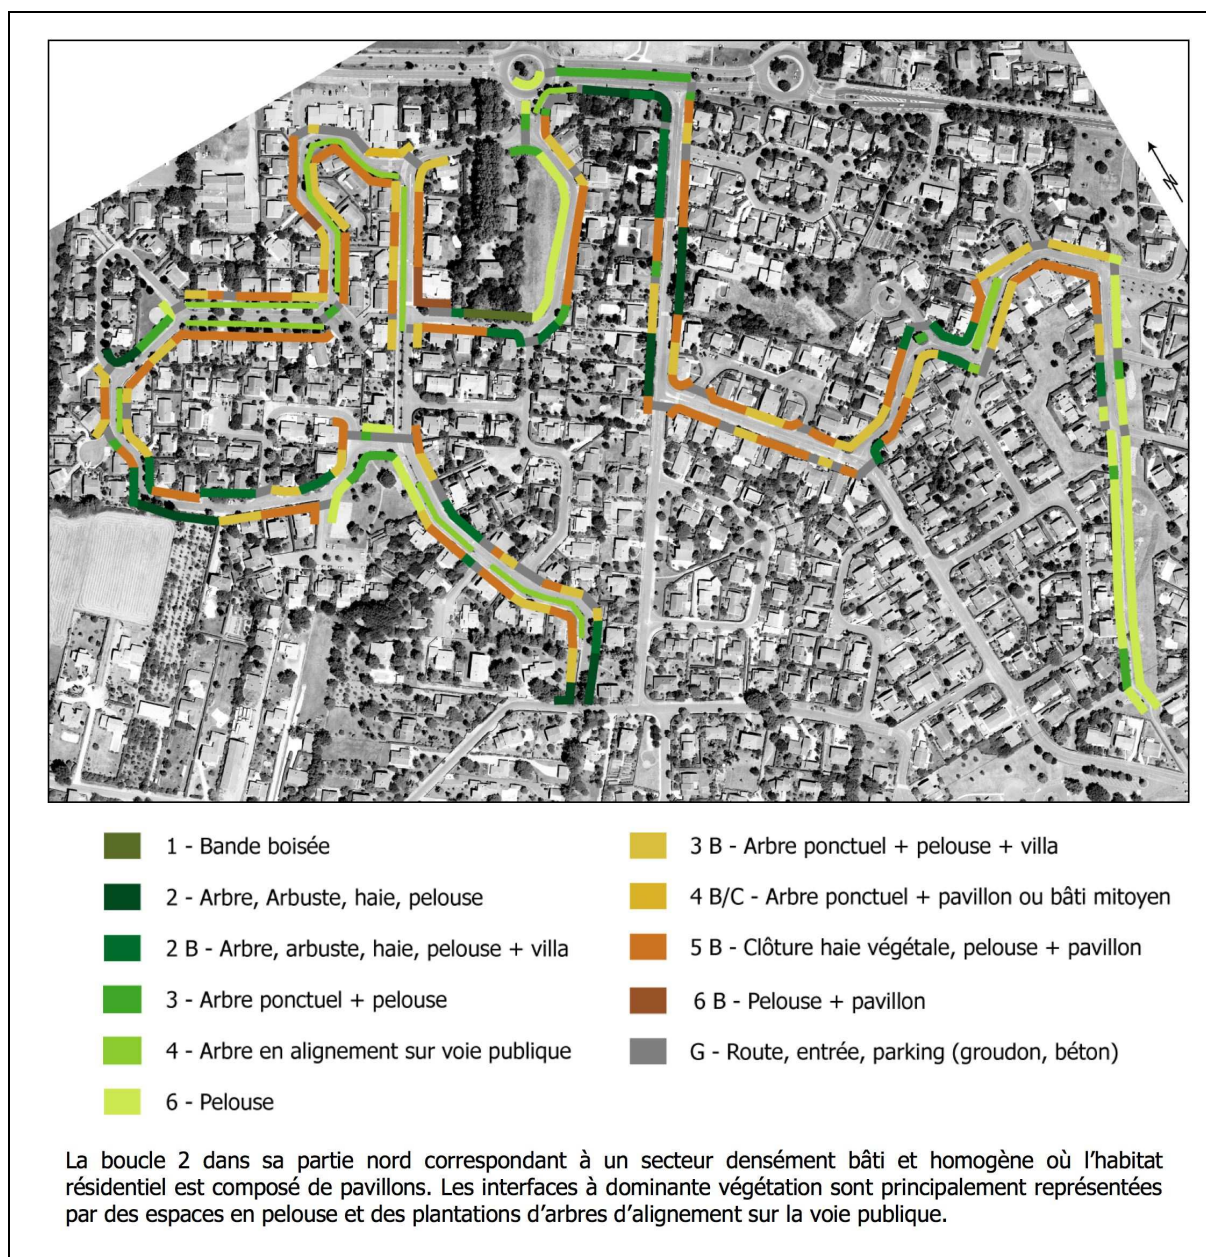 N
1 - Bande boisée
2 - Arbre, Arbuste, haie, pelouse
2 B - Arbre, arbuste, haie, pelouse + villa
3 - Arbre ponctuel + pelouse
4 - Arbre en alignement sur voie publique
6 - Pelouse
3 B - Arbre ponctuel + pelouse + villa
4 B/C - Arbre ponctuel + pavillon ou bâti mitoyen
5 B - Clôture haie végétale, pelouse + pavillon
6 B - Pelouse + pavillon
G - Route, entrée, parking (groudon, béton)
La boucle 2 dans sa partie nord correspondant à un secteur densément bâti et homogène où l'habitat
résidentiel est composé de pavillons. Les interfaces à dominante végétation sont principalement représentées
par des espaces en pelouse et des plantations d'arbres d'alignement sur la voie publique.